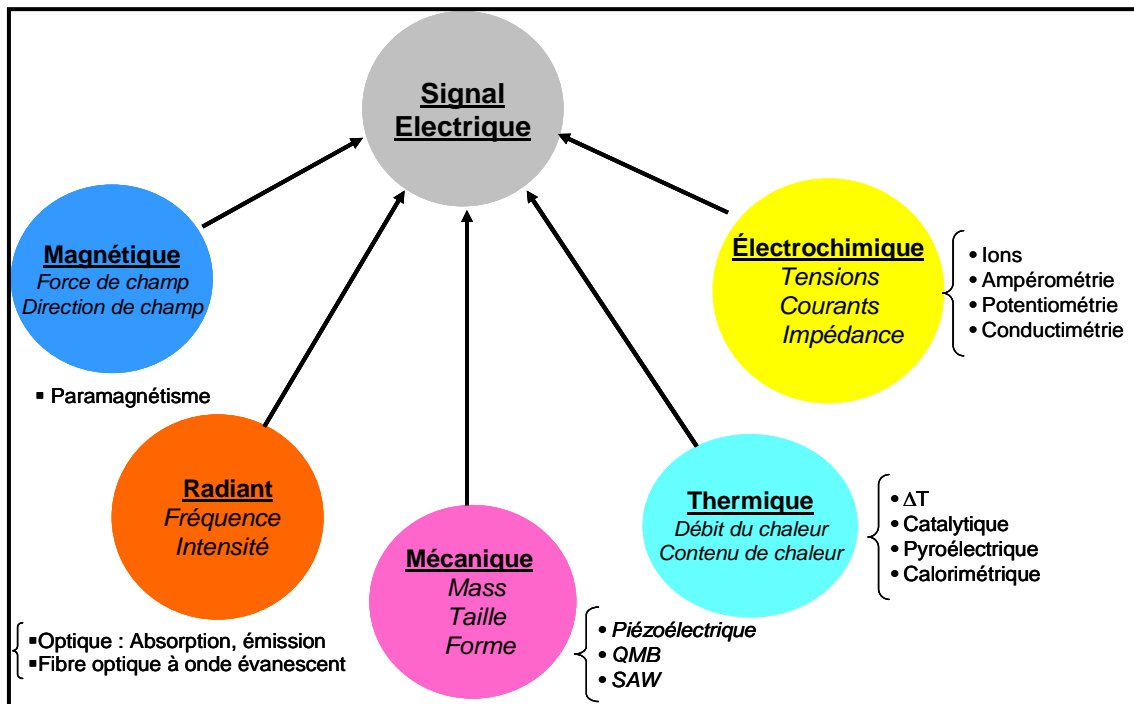 Signal
Electrique
Magnétique
Force de champ
Direction de champ
▪ Paramagnétisme
Radiant
Fréquence
Intensité
▪Optique : Absorption, émission
▪Fibre optique à onde évanescent
Mécanique
Mass
Taille
Forme
• Piézoélectrique
• QMB
• SAW
Thermique
Débit du chaleur
Contenu de chaleur
• ΔT
• Catalytique
• Pyroélectrique
• Calorimétrique
Électrochimique
Tensions
Courants
Impédance
• Ions
• Ampérométrie
• Potentiométrie
• Conductimétrie